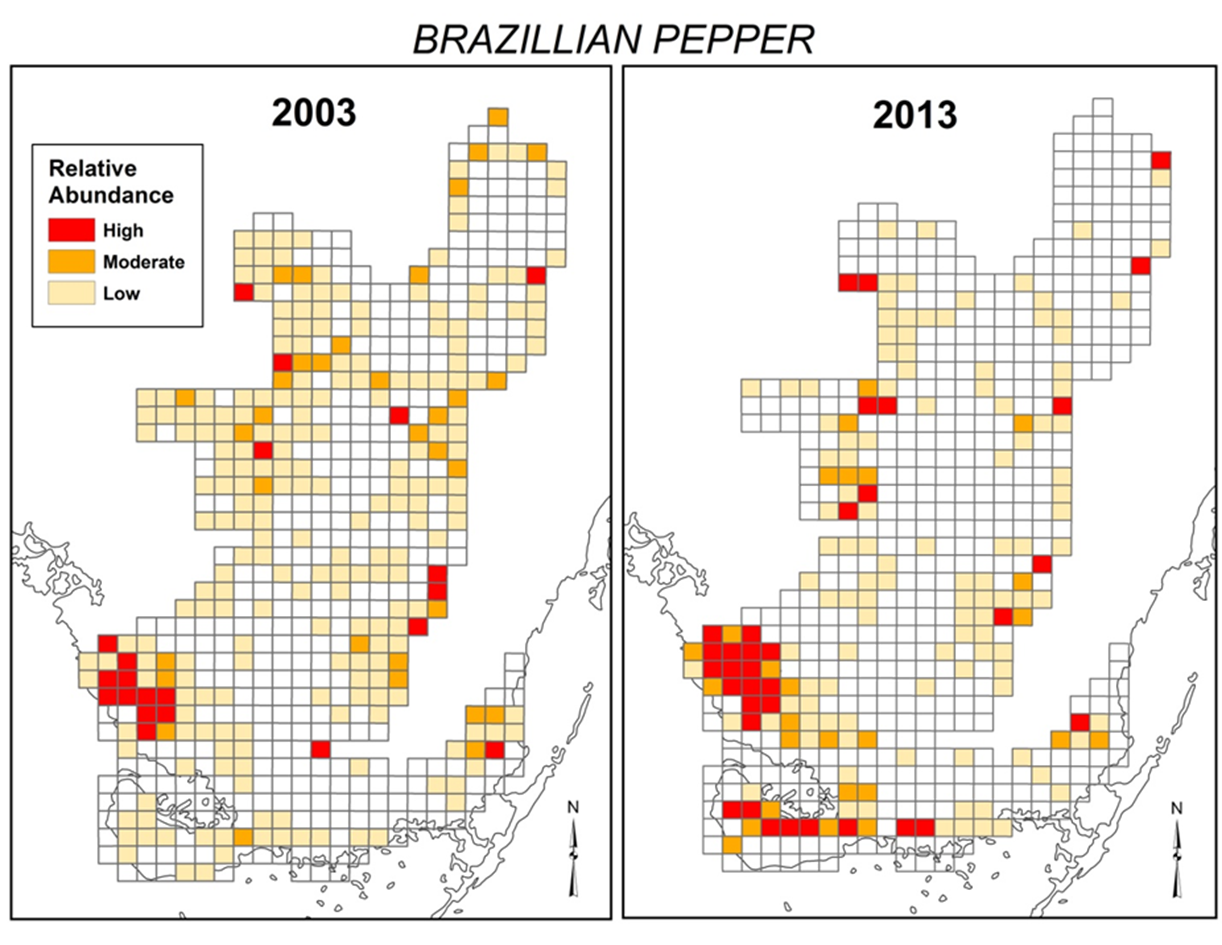 BRAZILLIAN PEPPER
2003
Relative
Abundance
High
Moderate
Low
N
2013
N